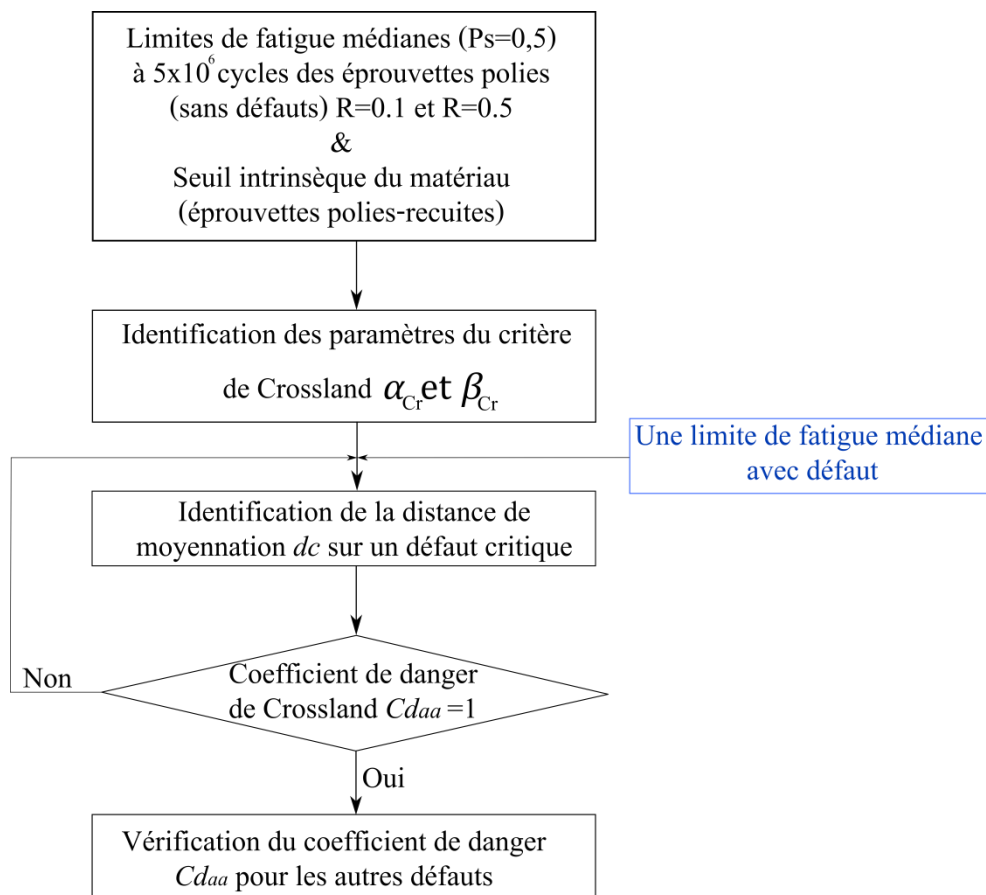 Limites de fatigue médianes (Ps=0,5)
à 5x10⁶ cycles des éprouvettes polies
(sans défauts) R=0.1 et R=0.5
&
Seuil intrinsèque du matériau
(éprouvettes polies-recuites)
Identification des paramètres du critère
de Crossland α_Cr et β_Cr
Une limite de fatigue médiane
avec défaut
Identification de la distance de
moyennation dc sur un défaut critique
Non
Coefficient de danger
de Crossland Cdaa =1
Oui
Vérification du coefficient de danger
Cdaa pour les autres défauts